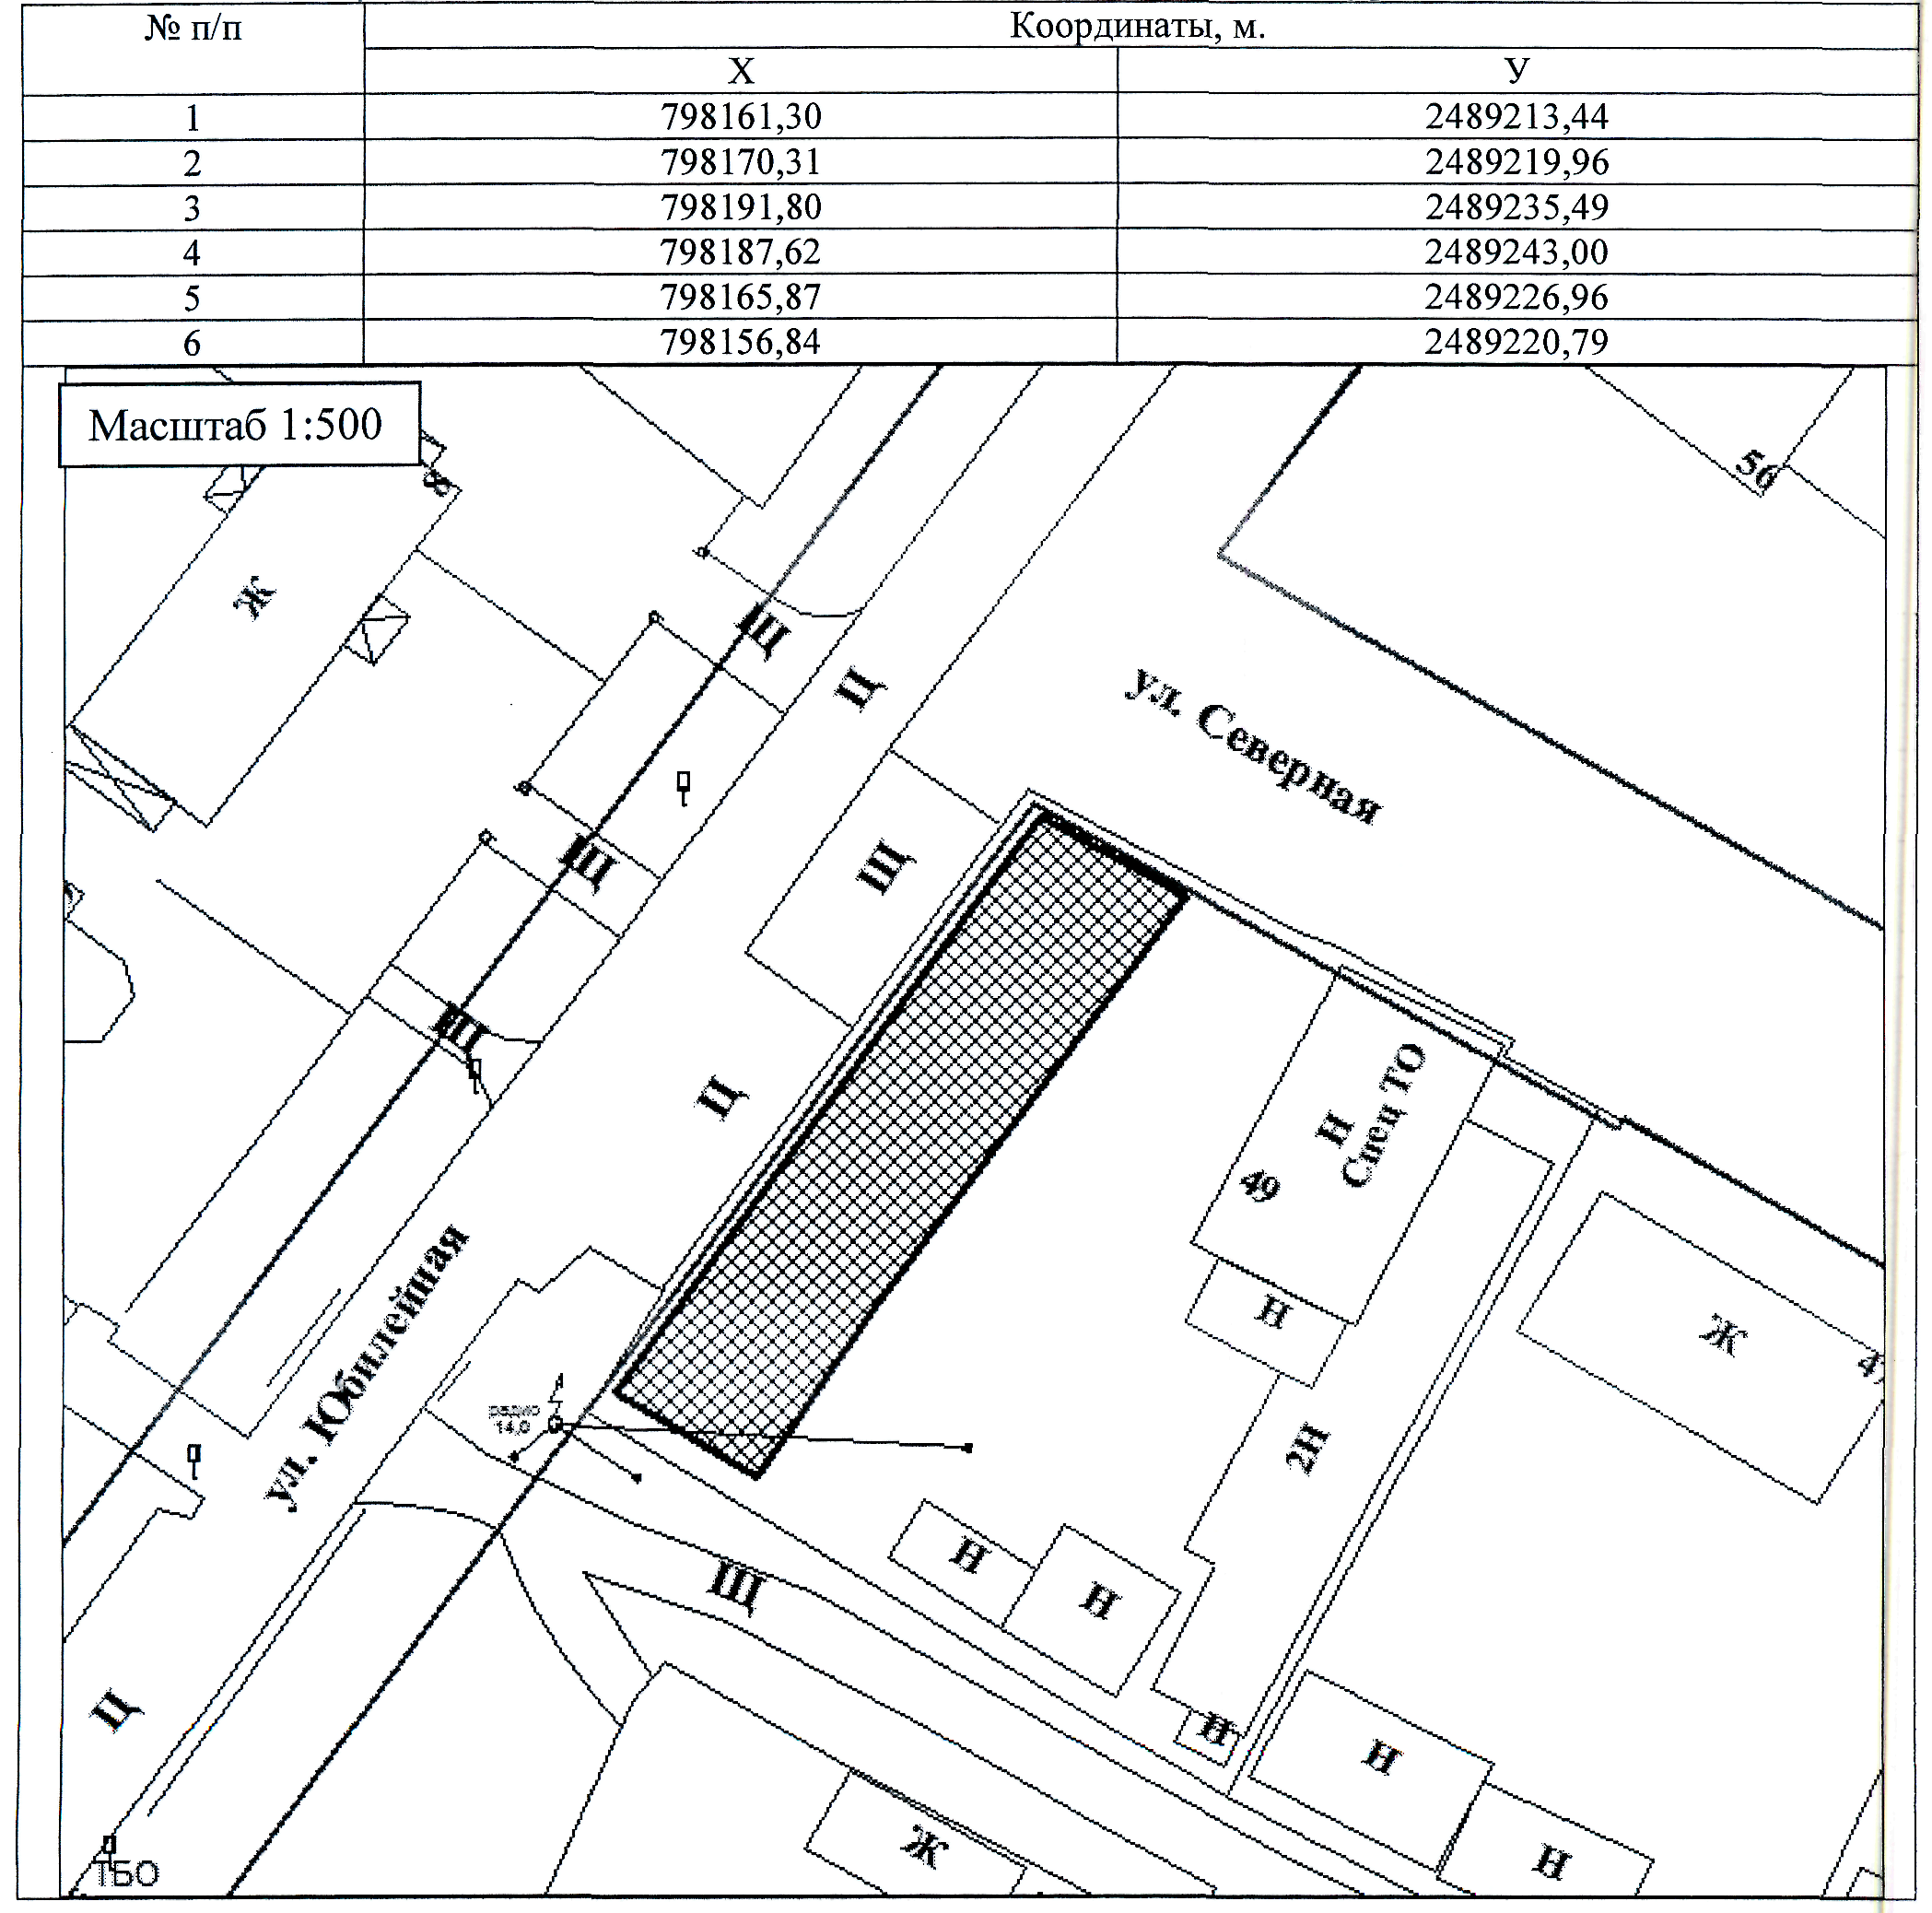 № п/п Координаты, м.
X У
1 798161,30 2489213,44
2 798170,31 2489219,96
3 798191,80 2489235,49
4 798187,62 2489243,00
5 798165,87 2489226,96
6 798156,84 2489220,79
Масштаб 1:500
8
50
Ж
Щ
Ц
ул. Северная
Щ
Щ
Щ
Ц
Н
Спец ТО
49
ул. Юбилейная
Н
Ж
47
радио
14,0
2Н
Н
Н
Щ
Ц
Н
Н
Ж
Н
ТБО